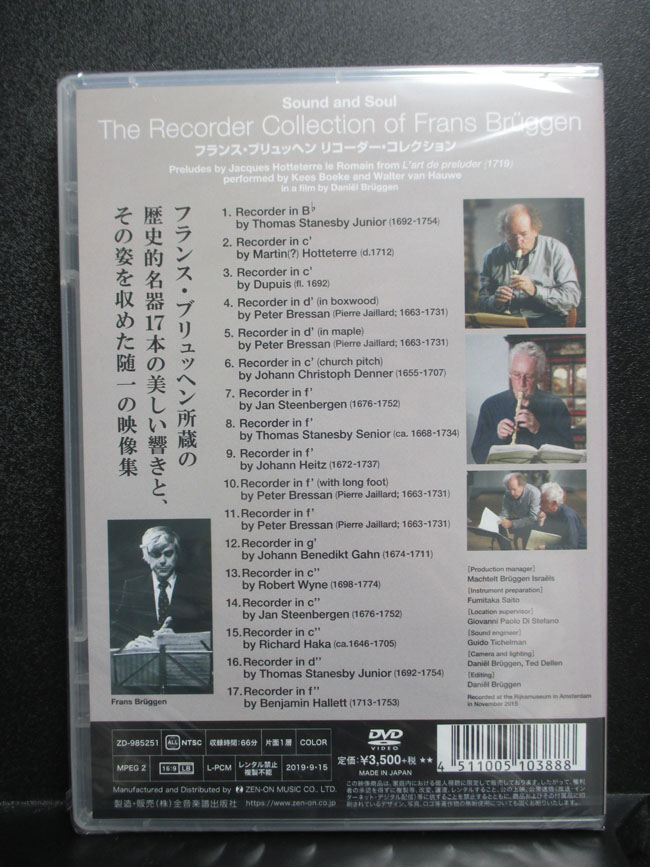 Sound and Soul
The Recorder Collection of Frans Brüggen
フランス・ブリュッヘン リコーダー・コレクション
Preludes by Jacques Hotteterre le Romain from L'art de preluder (1719)
performed by Kees Boeke and Walter van Hauwe
in a film by Daniël Brüggen
フランス・ブリュッヘン所蔵の
歴史的名器17本の美しい響きと、
その姿を収めた随一の映像集
1. Recorder in B♭
by Thomas Stanesby Junior (1692-1754)
2. Recorder in c'
by Martin(?) Hotteterre (d.1712)
3. Recorder in c'
by Dupuis (fl. 1692)
4. Recorder in d' (in boxwood)
by Peter Bressan (Pierre Jaillard; 1663-1731)
5. Recorder in d' (in maple)
by Peter Bressan (Pierre Jaillard; 1663-1731)
6. Recorder in c' (church pitch)
by Johann Christoph Denner (1655-1707)
7. Recorder in f'
by Jan Steenbergen (1676-1752)
8. Recorder in f'
by Thomas Stanesby Senior (ca. 1668-1734)
9. Recorder in f'
by Johann Heitz (1672-1737)
10. Recorder in f' (with long foot)
by Peter Bressan (Pierre Jaillard; 1663-1731)
11. Recorder in f'
by Peter Bressan (Pierre Jaillard; 1663-1731)
12. Recorder in g'
by Johann Benedikt Gahn (1674-1711)
13. Recorder in c''
by Robert Wyne (1698-1774)
14. Recorder in c''
by Jan Steenbergen (1676-1752)
15. Recorder in c''
by Richard Haka (ca.1646-1705)
16. Recorder in d''
by Thomas Stanesby Junior (1692-1754)
17. Recorder in f''
by Benjamin Hallett (1713-1753)
Frans Brüggen
[Production manager]
Machtelt Brüggen Israëls
[Instrument preparation]
Fumitaka Saito
[Location supervisor]
Giovanni Paolo Di Stefano
[Sound engineer]
Guido Tichelman
[Camera and lighting]
Daniël Brüggen, Ted Dellen
[Editing]
Daniël Brüggen
Recorded at the Rijksmuseum in Amsterdam
in November 2015
ZD-985251 ALL NTSC 収録時間:66分 片面1層 COLOR
MPEG 2 16:9 LB L-PCM レンタル禁止 複製不能 2019-9-15
Manufactured and Distributed by ZEN-ON MUSIC CO. LTD.
製造・販売(株)全音楽譜出版社 https://www.zen-on.co.jp
DVD VIDEO
定価:¥3,500+税 ★★
MADE IN JAPAN
4 511005 103888